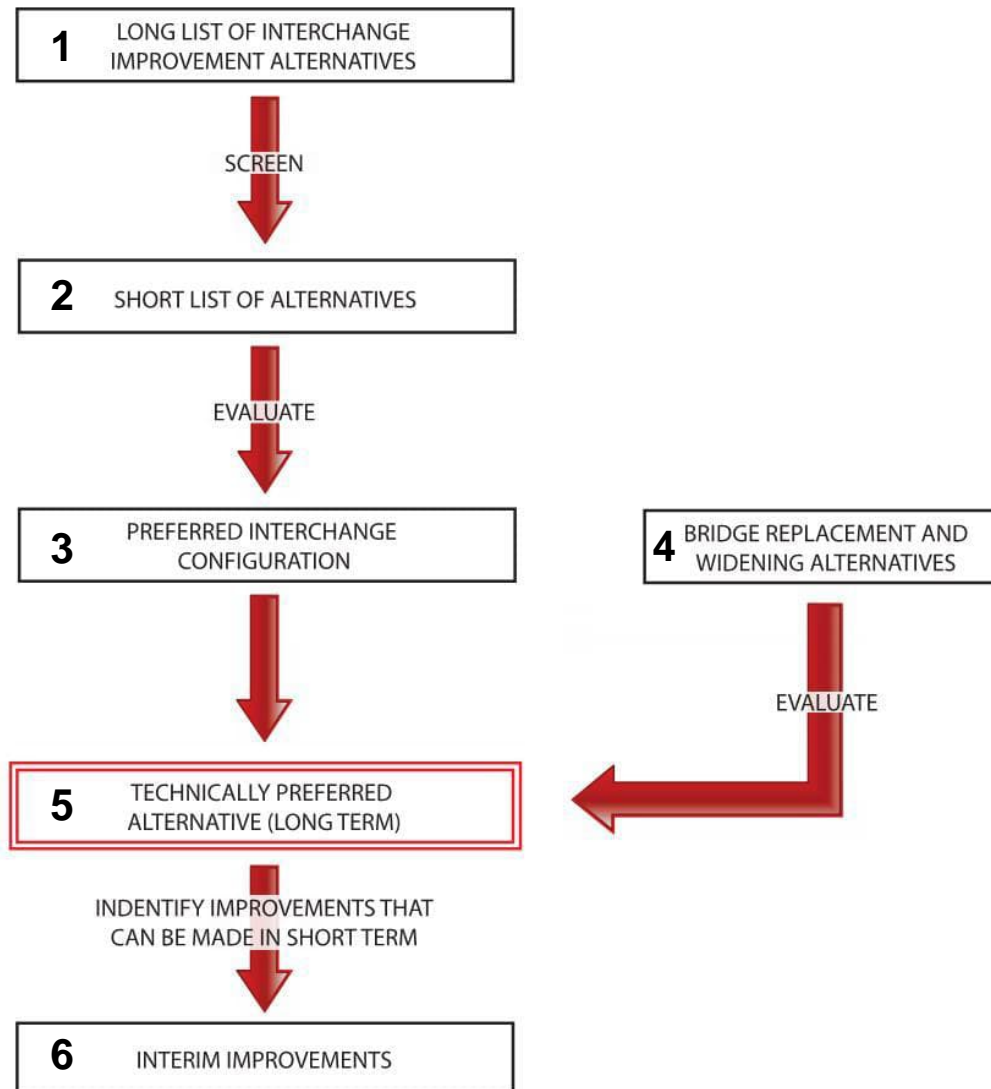 1 LONG LIST OF INTERCHANGE
IMPROVEMENT ALTERNATIVES
SCREEN
2 SHORT LIST OF ALTERNATIVES
EVALUATE
3 PREFERRED INTERCHANGE
CONFIGURATION
4 BRIDGE REPLACEMENT AND
WIDENING ALTERNATIVES
EVALUATE
5 TECHNICALLY PREFERRED
ALTERNATIVE (LONG TERM)
INDENTIFY IMPROVEMENTS THAT
CAN BE MADE IN SHORT TERM
6 INTERIM IMPROVEMENTS